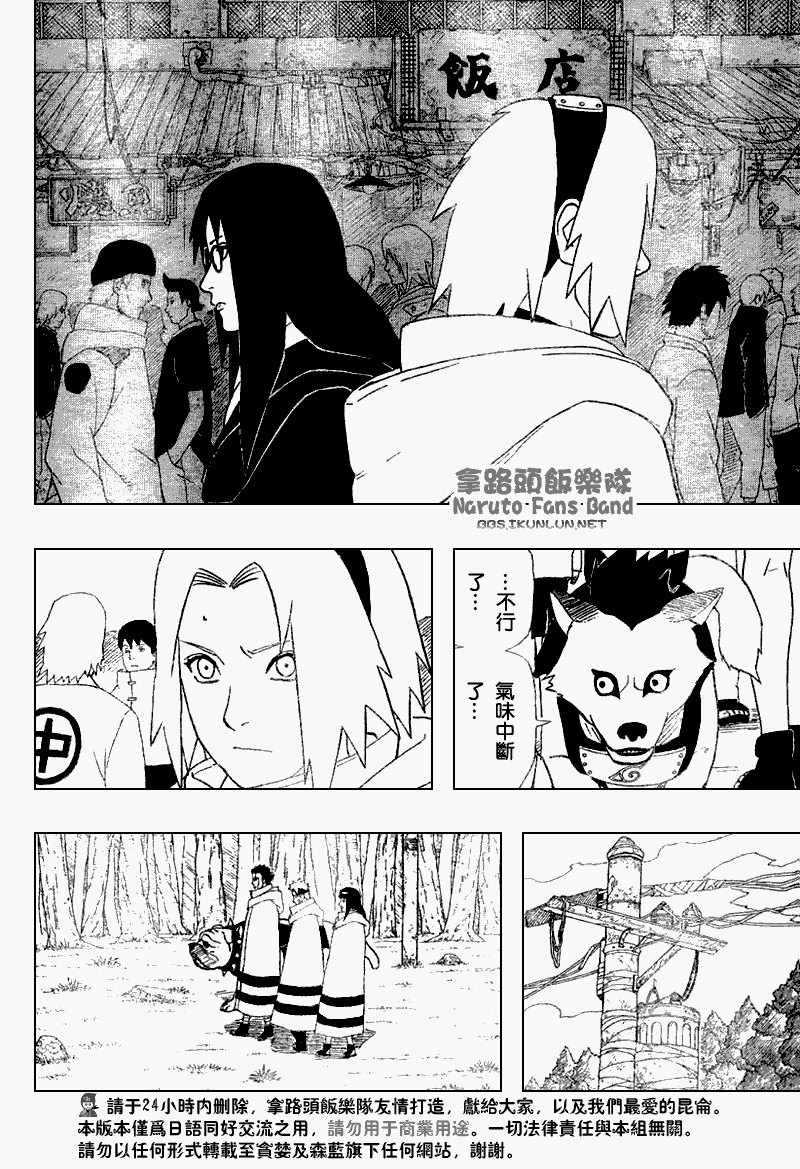 飯店
拿路頭飯樂隊
Naruto·Fans·Band
BBS.IKUNLUN.NET
…不行
了…
氣味中斷
了…
中
請于24小時内删除，拿路頭飯樂隊友情打造，獻給大家，以及我們最愛的昆侖。
本版本僅爲日語同好交流之用，請勿用于商業用途。一切法律責任與本組無關。
請勿以任何形式轉載至貪婪及森藍旗下任何網站，謝謝。